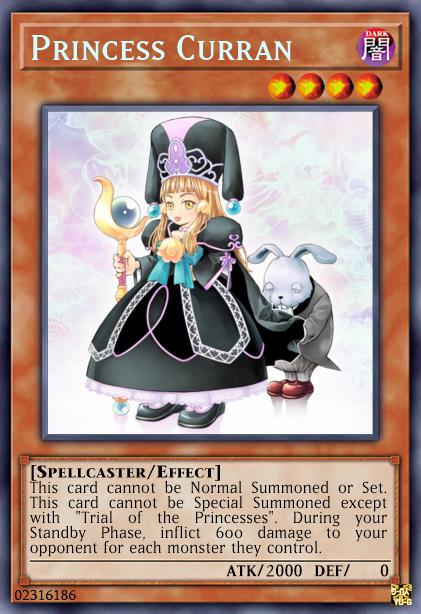 Princess Curran
DARK
闇
[Spellcaster/Effect]
This card cannot be Normal Summoned or Set.
This card cannot be Special Summoned except
with "Trial of the Princesses". During your
Standby Phase, inflict 600 damage to your
opponent for each monster they control.
ATK/2000 DEF/ 0
02316186